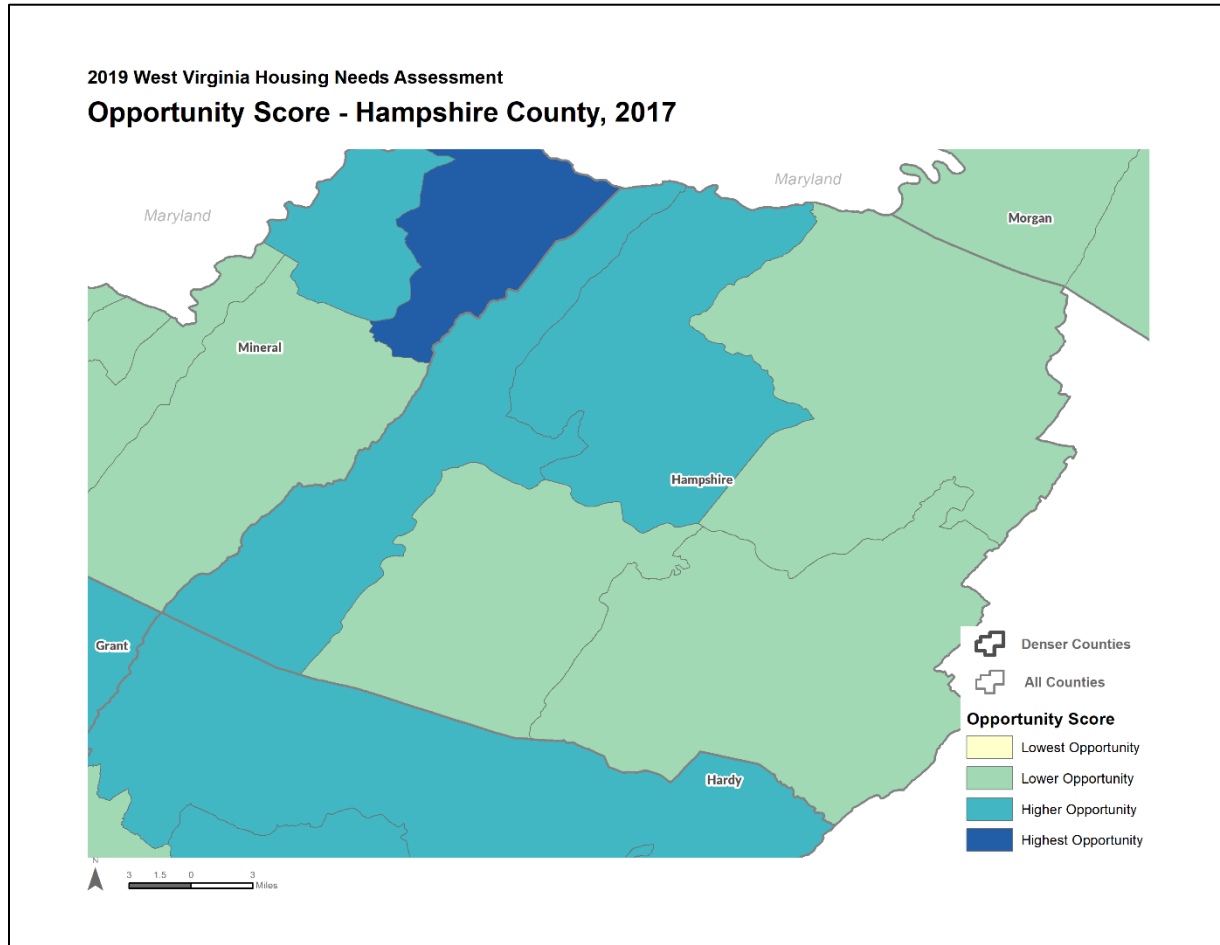 2019 West Virginia Housing Needs Assessment
Opportunity Score - Hampshire County, 2017
Maryland
Maryland
Morgan
Mineral
Hampshire
Grant
Hardy
Denser Counties
All Counties
Opportunity Score
Lowest Opportunity
Lower Opportunity
Higher Opportunity
Highest Opportunity
N
3 1.5 0 3
Miles